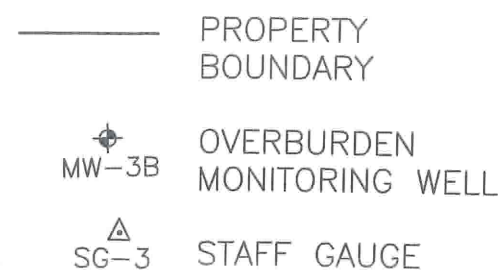 PROPERTY
BOUNDARY
OVERBURDEN
MW-3B
MONITORING WELL
SG-3 STAFF GAUGE